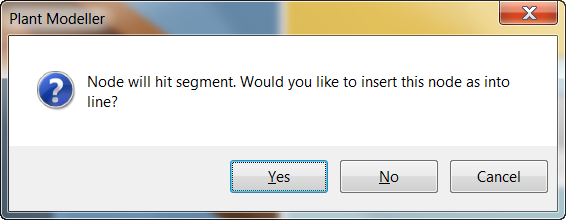 Plant Modeller
Node will hit segment. Would you like to insert this node as into
line?
Yes No Cancel